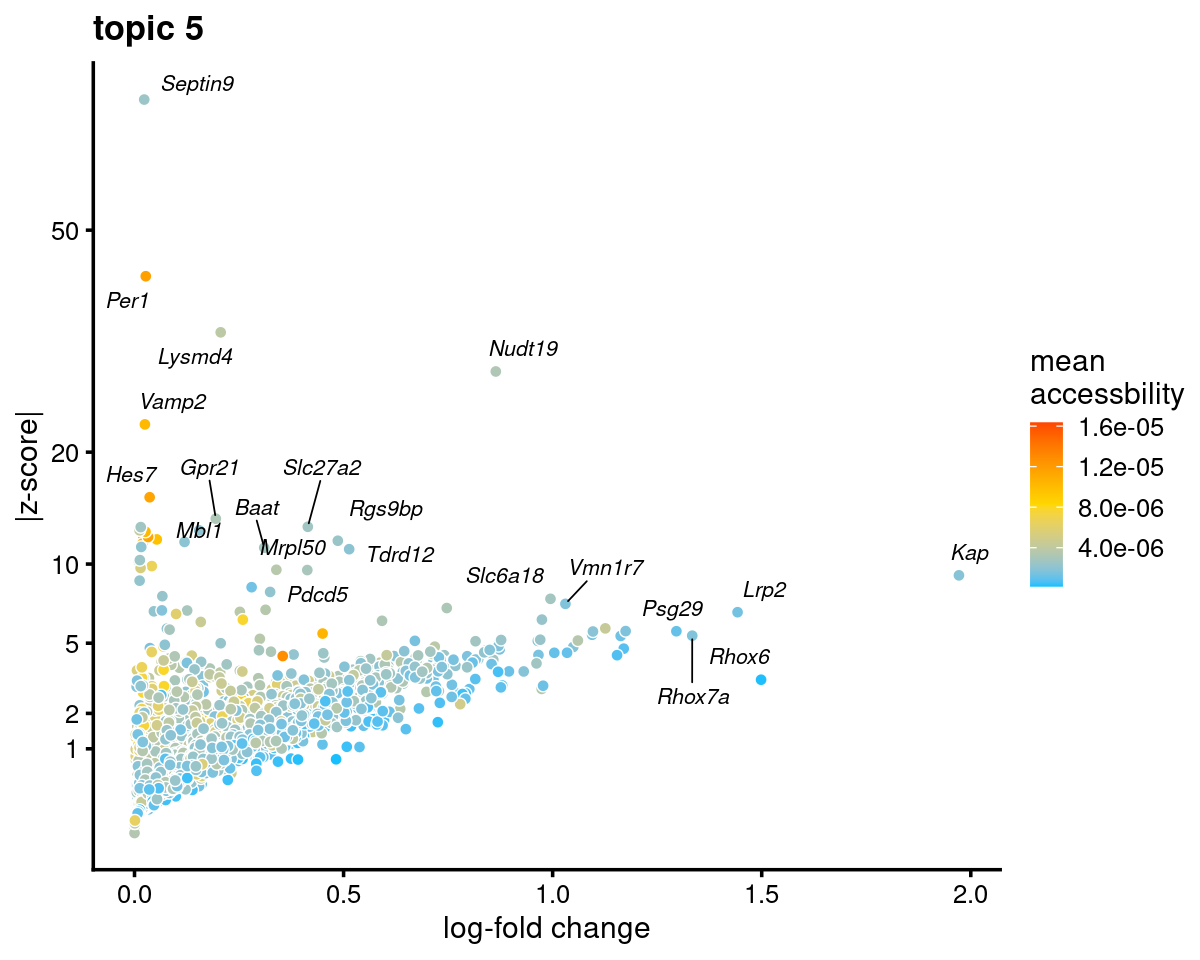 topic 5
Septin9
50
Per1
Lysmd4
Nudt19
Vamp2
20
Hes7
Gpr21
Slc27a2
Baat
Rgs9bp
Mbl1
Mrpl50
Tdrd12
10
Pdcd5
Slc6a18
Vmn1r7
Kap
Lrp2
Psg29
5
Rhox6
Rhox7a
2
1
|z-score|
0.0 0.5 1.0 1.5 2.0
log-fold change
mean
accessbility
1.6e-05
1.2e-05
8.0e-06
4.0e-06